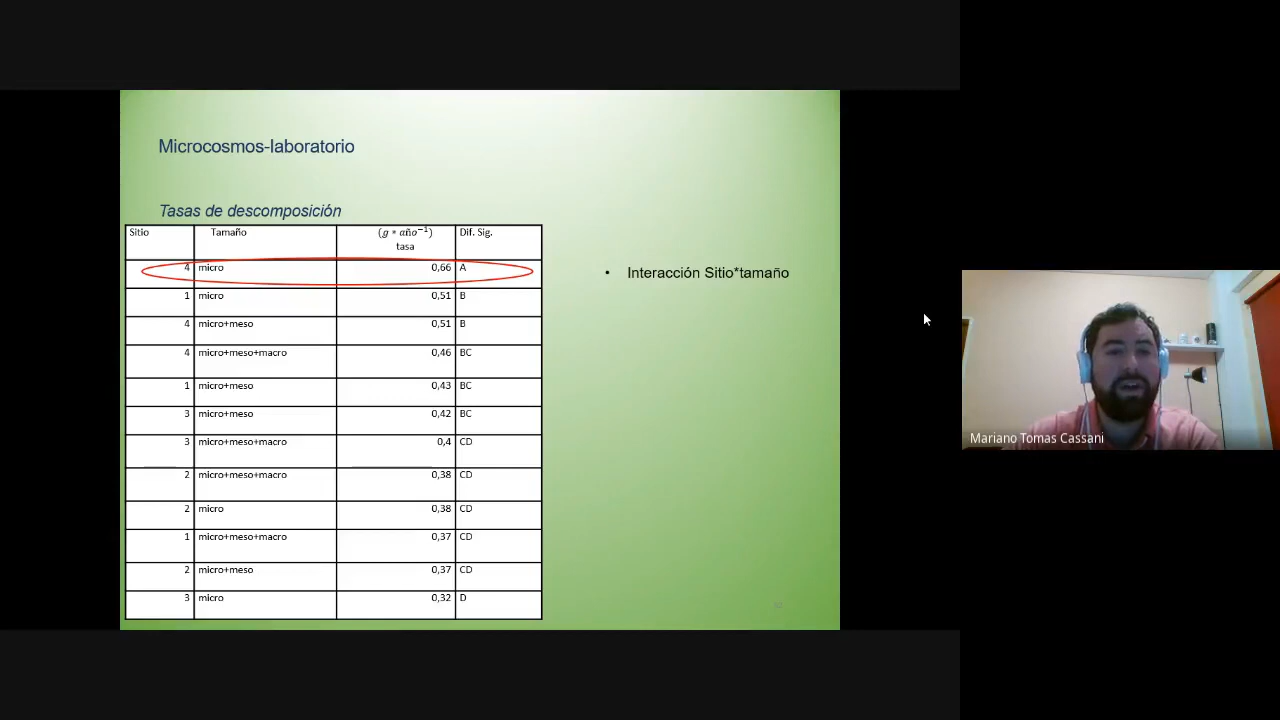 Microcosmos-laboratorio
Tasas de descomposición
Sitio Tamaño (g * año⁻¹) tasa Dif. Sig.
4 micro 0,66 A
1 micro 0,51 B
4 micro+meso 0,51 B
4 micro+meso+macro 0,46 BC
1 micro+meso 0,43 BC
3 micro+meso 0,42 BC
3 micro+meso+macro 0,4 CD
2 micro+meso+macro 0,38 CD
2 micro 0,38 CD
1 micro+meso+macro 0,37 CD
2 micro+meso 0,37 CD
3 micro 0,32 D
• Interacción Sitio*tamaño
Mariano Tomas Cassani